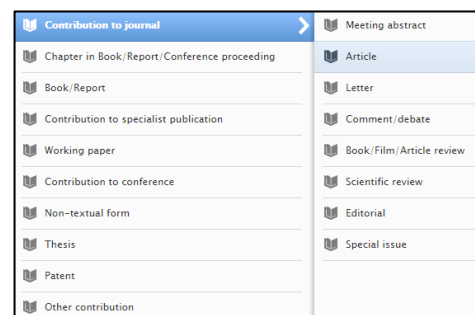 Contribution to journal
Chapter in Book/Report/Conference proceeding
Book/Report
Contribution to specialist publication
Working paper
Contribution to conference
Non-textual form
Thesis
Patent
Other contribution
Meeting abstract
Article
Letter
Comment/debate
Book/Film/Article review
Scientific review
Editorial
Special issue